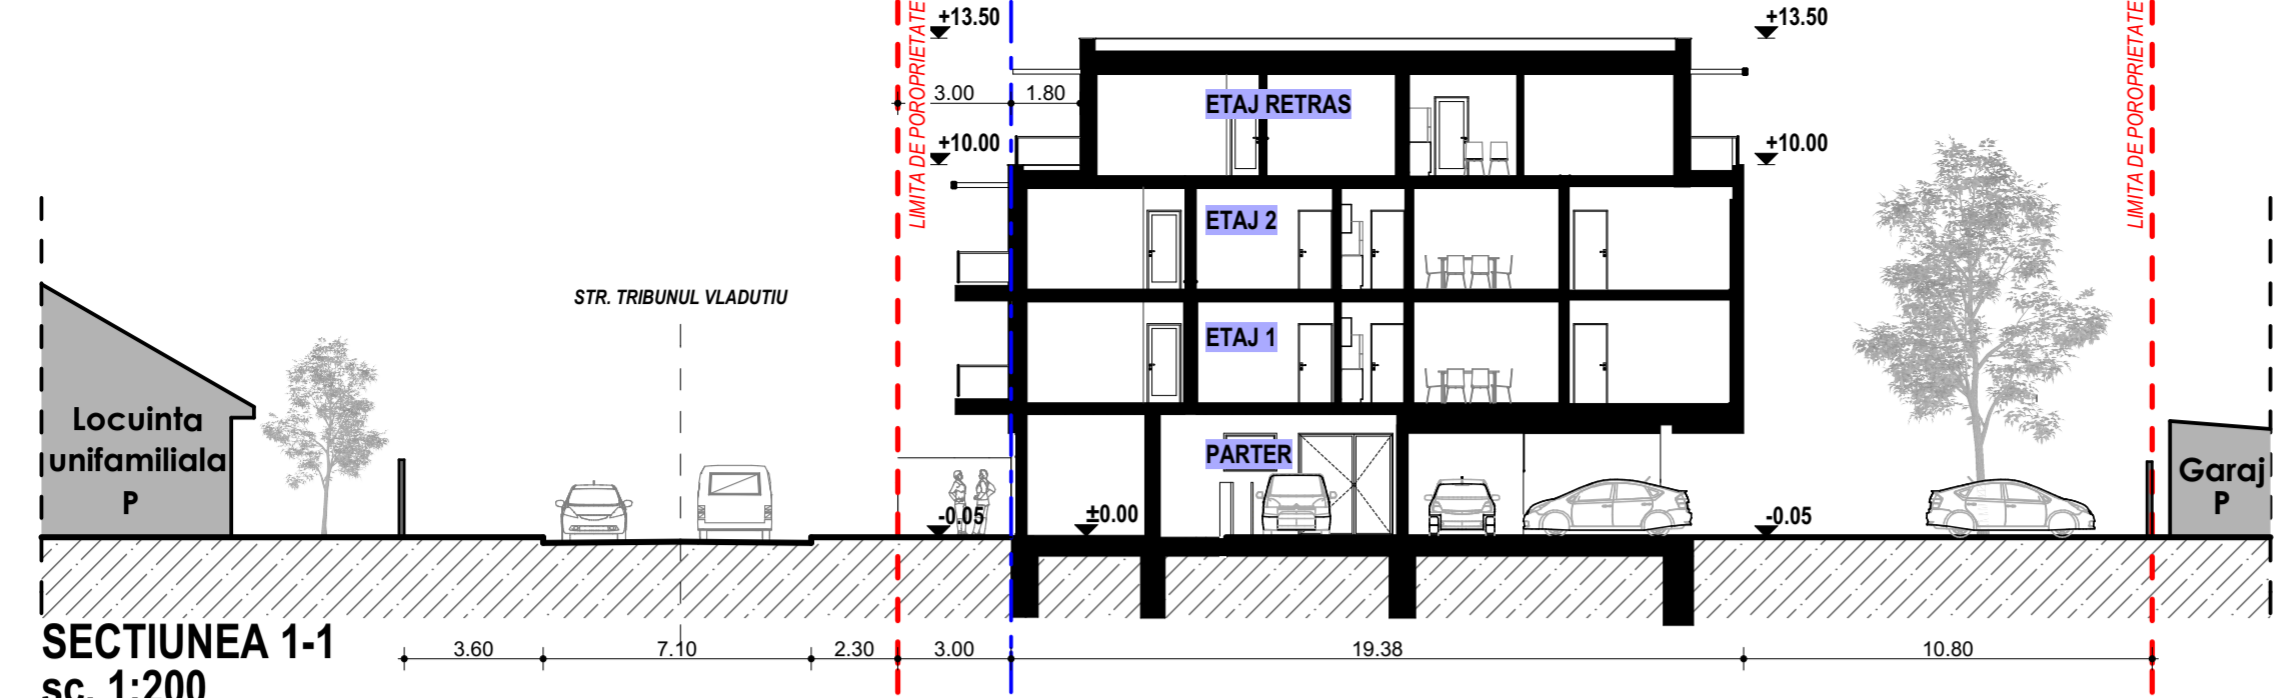 +13.50
+13.50
LIMITA DE POROPRIETATE
LIMITA DE POROPRIETATE
3.00
1.80
ETAJ RETRAS
+10.00
+10.00
ETAJ 2
STR. TRIBUNUL VLADUTIU
ETAJ 1
Locuinta
unifamiliala
P
PARTER
Garaj
P
-0.05
±0.00
-0.05
SECTIUNEA 1-1
sc. 1:200
3.60
7.10
2.30
3.00
19.38
10.80